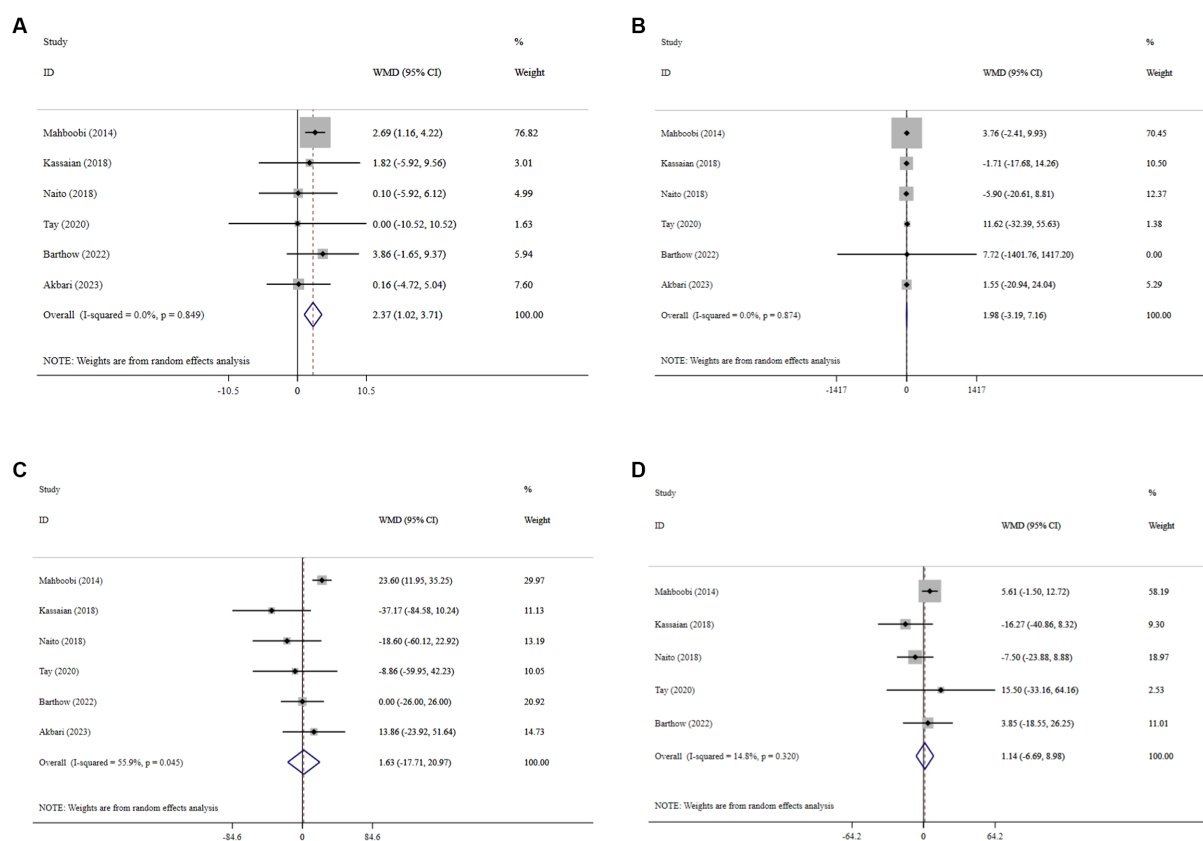 A
Study %
ID WMD (95% CI) Weight
Mahboobi (2014) 2.69 (1.16, 4.22) 76.82
Kassaian (2018) 1.82 (-5.92, 9.56) 3.01
Naito (2018) 0.10 (-5.92, 6.12) 4.99
Tay (2020) 0.00 (-10.52, 10.52) 1.63
Barthow (2022) 3.86 (-1.65, 9.37) 5.94
Akbari (2023) 0.16 (-4.72, 5.04) 7.60
Overall (I-squared = 0.0%, p = 0.849) 2.37 (1.02, 3.71) 100.00
NOTE: Weights are from random effects analysis
-10.5 0 10.5
B
Study %
ID WMD (95% CI) Weight
Mahboobi (2014) 3.76 (-2.41, 9.93) 70.45
Kassaian (2018) -1.71 (-17.68, 14.26) 10.50
Naito (2018) -5.90 (-20.61, 8.81) 12.37
Tay (2020) 11.62 (-32.39, 55.63) 1.38
Barthow (2022) 7.72 (-1401.76, 1417.20) 0.00
Akbari (2023) 1.55 (-20.94, 24.04) 5.29
Overall (I-squared = 0.0%, p = 0.874) 1.98 (-3.19, 7.16) 100.00
NOTE: Weights are from random effects analysis
-1417 0 1417
C
Study %
ID WMD (95% CI) Weight
Mahboobi (2014) 23.60 (11.95, 35.25) 29.97
Kassaian (2018) -37.17 (-84.58, 10.24) 11.13
Naito (2018) -18.60 (-60.12, 22.92) 13.19
Tay (2020) -8.86 (-59.95, 42.23) 10.05
Barthow (2022) 0.00 (-26.00, 26.00) 20.92
Akbari (2023) 13.86 (-23.92, 51.64) 14.73
Overall (I-squared = 55.9%, p = 0.045) 1.63 (-17.71, 20.97) 100.00
NOTE: Weights are from random effects analysis
-84.6 0 84.6
D
Study %
ID WMD (95% CI) Weight
Mahboobi (2014) 5.61 (-1.50, 12.72) 58.19
Kassaian (2018) -16.27 (-40.86, 8.32) 9.30
Naito (2018) -7.50 (-23.88, 8.88) 18.97
Tay (2020) 15.50 (-33.16, 64.16) 2.53
Barthow (2022) 3.85 (-18.55, 26.25) 11.01
Overall (I-squared = 14.8%, p = 0.320) 1.14 (-6.69, 8.98) 100.00
NOTE: Weights are from random effects analysis
-64.2 0 64.2